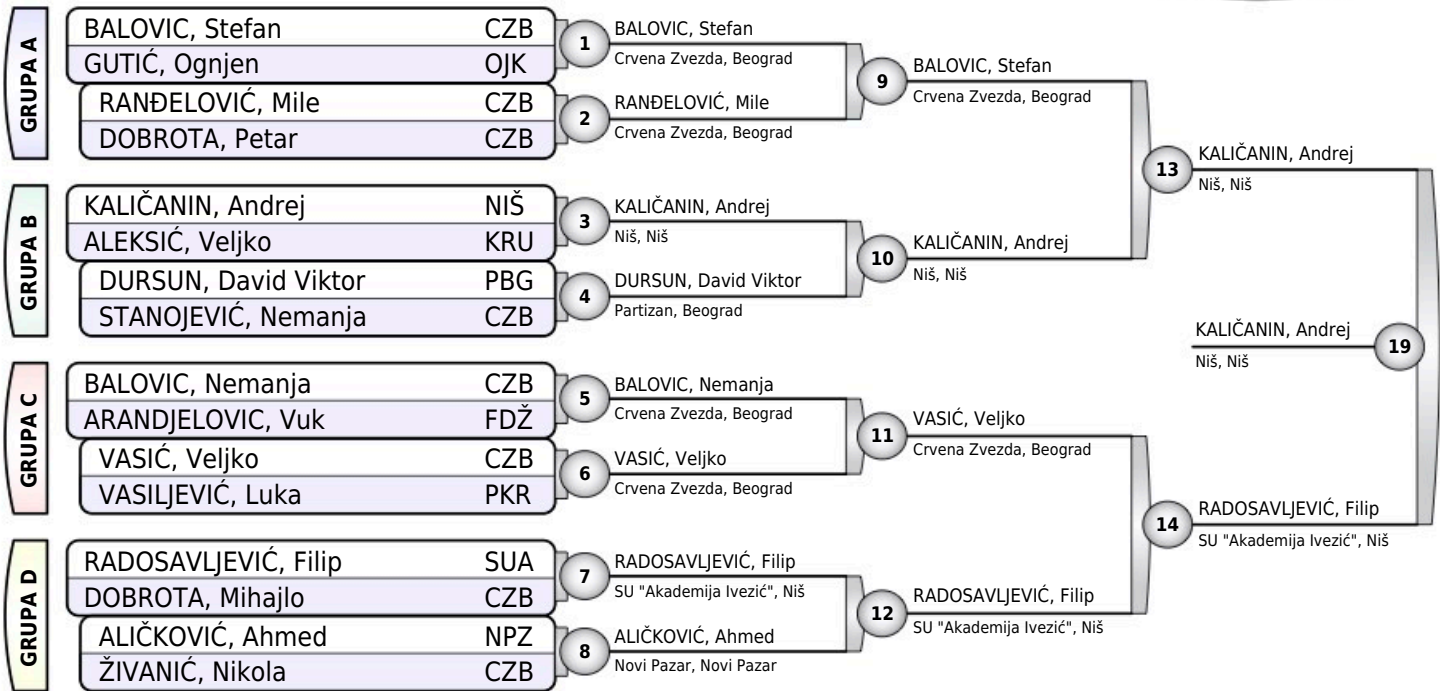 GRUPA A
BALOVIC, Stefan CZB
GUTIĆ, Ognjen OJK
RANĐELOVIĆ, Mile CZB
DOBROTA, Petar CZB
GRUPA B
KALIČANIN, Andrej NIŠ
ALEKSIĆ, Veljko KRU
DURSUN, David Viktor PBG
STANOJEVIĆ, Nemanja CZB
GRUPA C
BALOVIC, Nemanja CZB
ARANDJELOVIC, Vuk FDŽ
VASIĆ, Veljko CZB
VASILJEVIĆ, Luka PKR
GRUPA D
RADOSAVLJEVIĆ, Filip SUA
DOBROTA, Mihajlo CZB
ALIČKOVIĆ, Ahmed NPZ
ŽIVANIĆ, Nikola CZB
1
BALOVIC, Stefan
Crvena Zvezda, Beograd
2
RANĐELOVIĆ, Mile
Crvena Zvezda, Beograd
3
KALIČANIN, Andrej
Niš, Niš
4
DURSUN, David Viktor
Partizan, Beograd
5
BALOVIC, Nemanja
Crvena Zvezda, Beograd
6
VASIĆ, Veljko
Crvena Zvezda, Beograd
7
RADOSAVLJEVIĆ, Filip
SU "Akademija Ivezić", Niš
8
ALIČKOVIĆ, Ahmed
Novi Pazar, Novi Pazar
9
BALOVIC, Stefan
Crvena Zvezda, Beograd
10
KALIČANIN, Andrej
Niš, Niš
11
VASIĆ, Veljko
Crvena Zvezda, Beograd
12
RADOSAVLJEVIĆ, Filip
SU "Akademija Ivezić", Niš
13
KALIČANIN, Andrej
Niš, Niš
14
RADOSAVLJEVIĆ, Filip
SU "Akademija Ivezić", Niš
KALIČANIN, Andrej
Niš, Niš
19